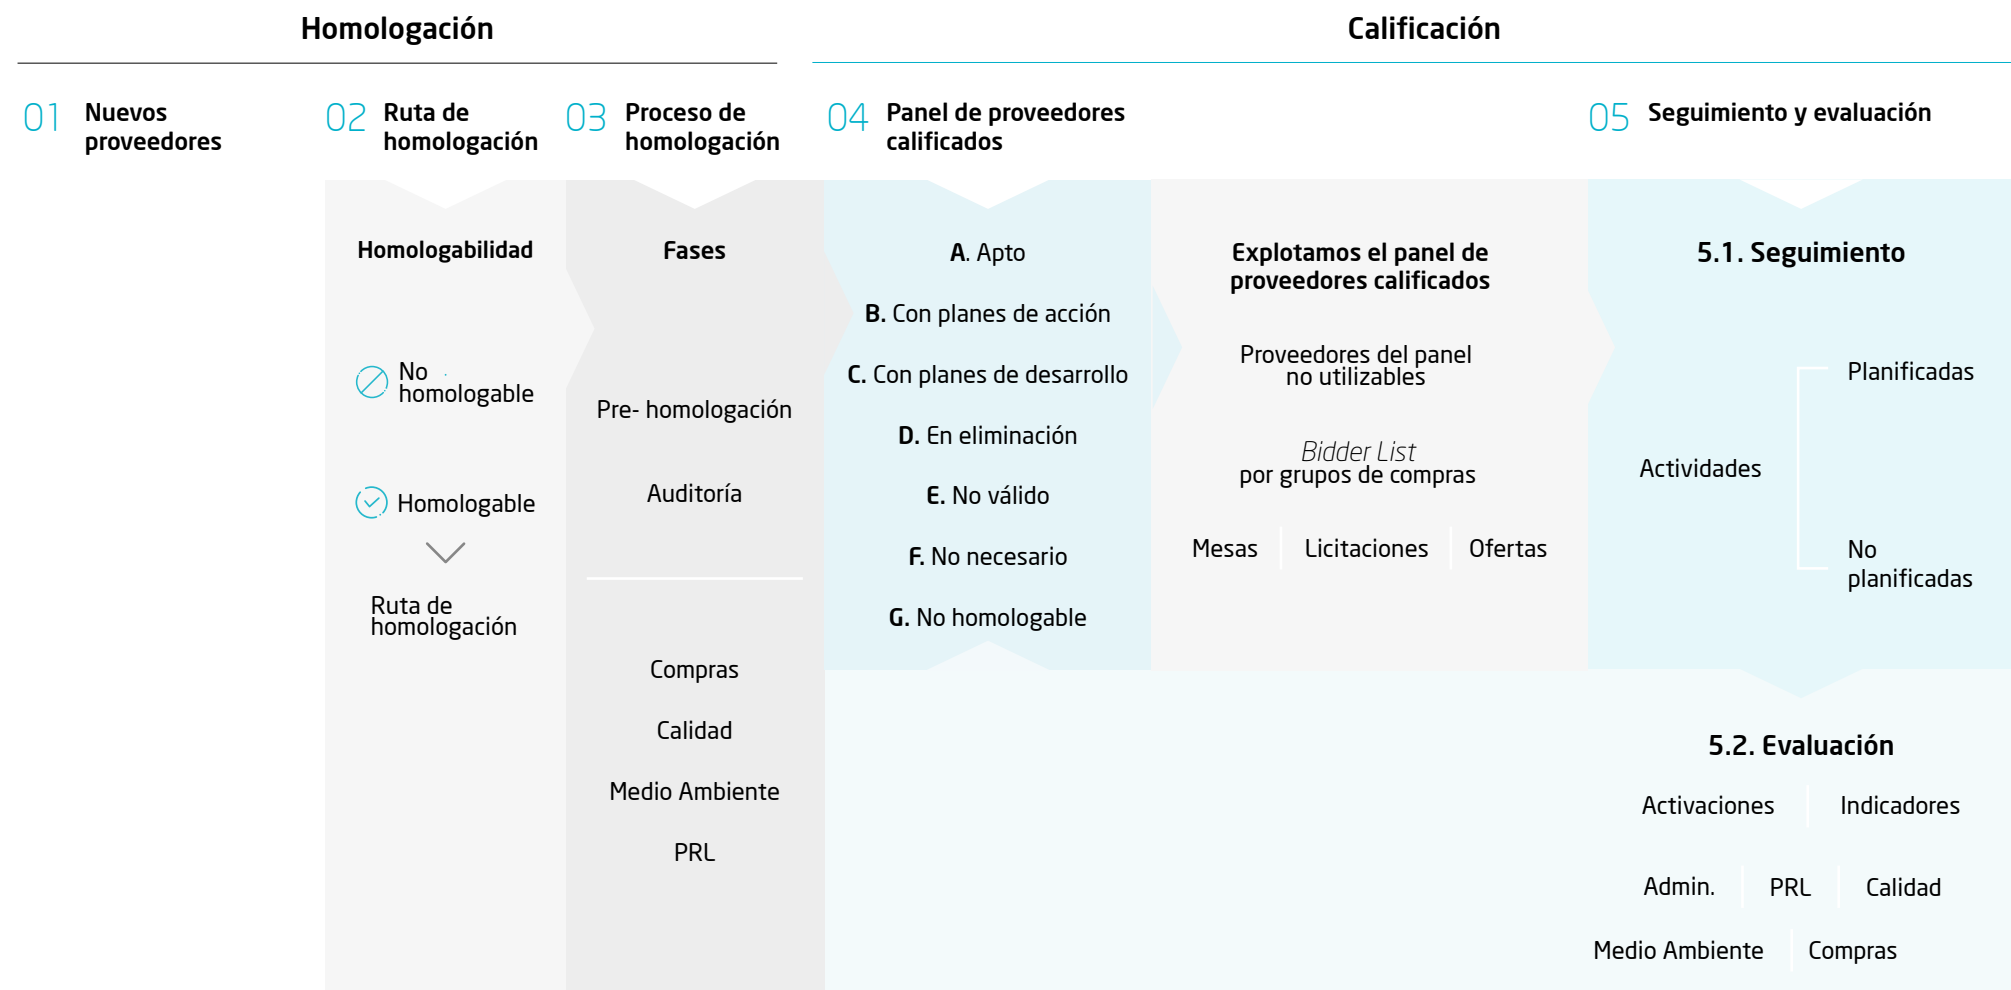 Homologación
Calificación
01 Nuevos
proveedores
02 Ruta de
homologación
03 Proceso de
homologación
04 Panel de proveedores
calificados
05 Seguimiento y evaluación
Homologabilidad
No
homologable
Homologable
Ruta de
homologación
Fases
Pre- homologación
Auditoría
Compras
Calidad
Medio Ambiente
PRL
A. Apto
B. Con planes de acción
C. Con planes de desarrollo
D. En eliminación
E. No válido
F. No necesario
G. No homologable
Explotamos el panel de
proveedores calificados
Proveedores del panel
no utilizables
Bidder List
por grupos de compras
Mesas Licitaciones Ofertas
5.1. Seguimiento
Actividades
Planificadas
No
planificadas
5.2. Evaluación
Activaciones Indicadores
Admin. PRL Calidad
Medio Ambiente Compras